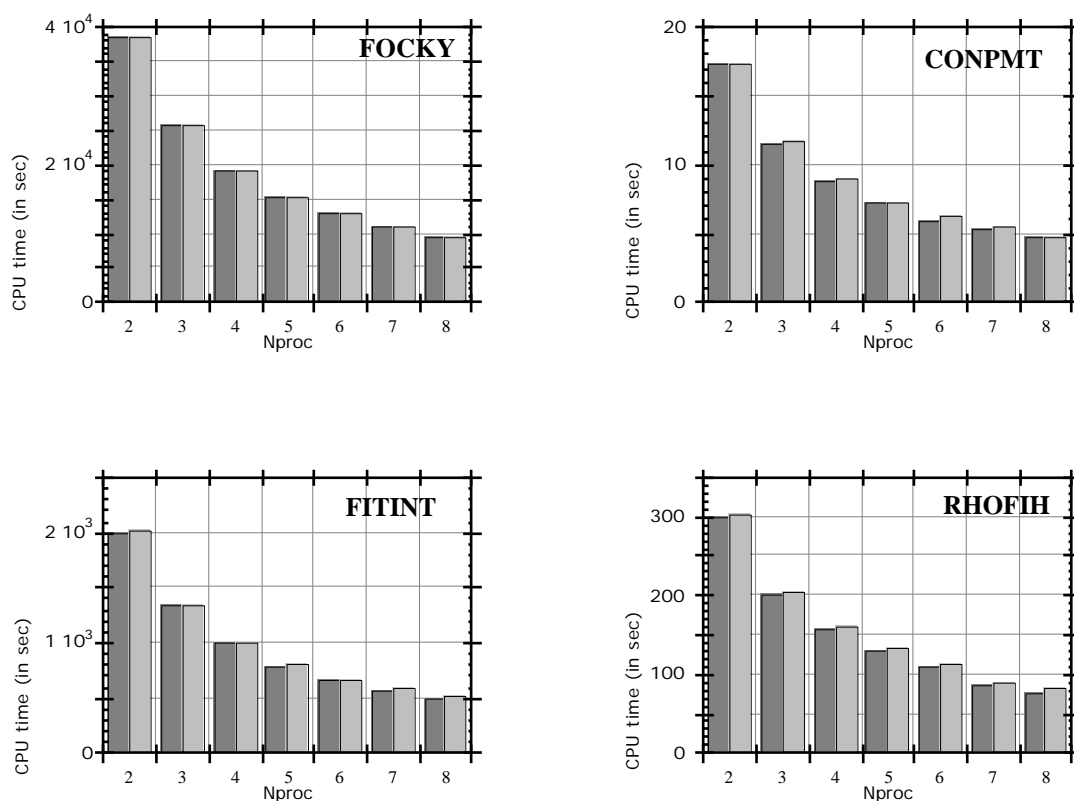 FOCKY
CPU time (in sec)
4 10⁴
2 10⁴
0
2 3 4 5 6 7 8
Nproc
CONPMT
CPU time (in sec)
20
10
0
2 3 4 5 6 7 8
Nproc
FITINT
CPU time (in sec)
2 10³
1 10³
0
2 3 4 5 6 7 8
Nproc
RHOFIH
CPU time (in sec)
300
200
100
0
2 3 4 5 6 7 8
Nproc